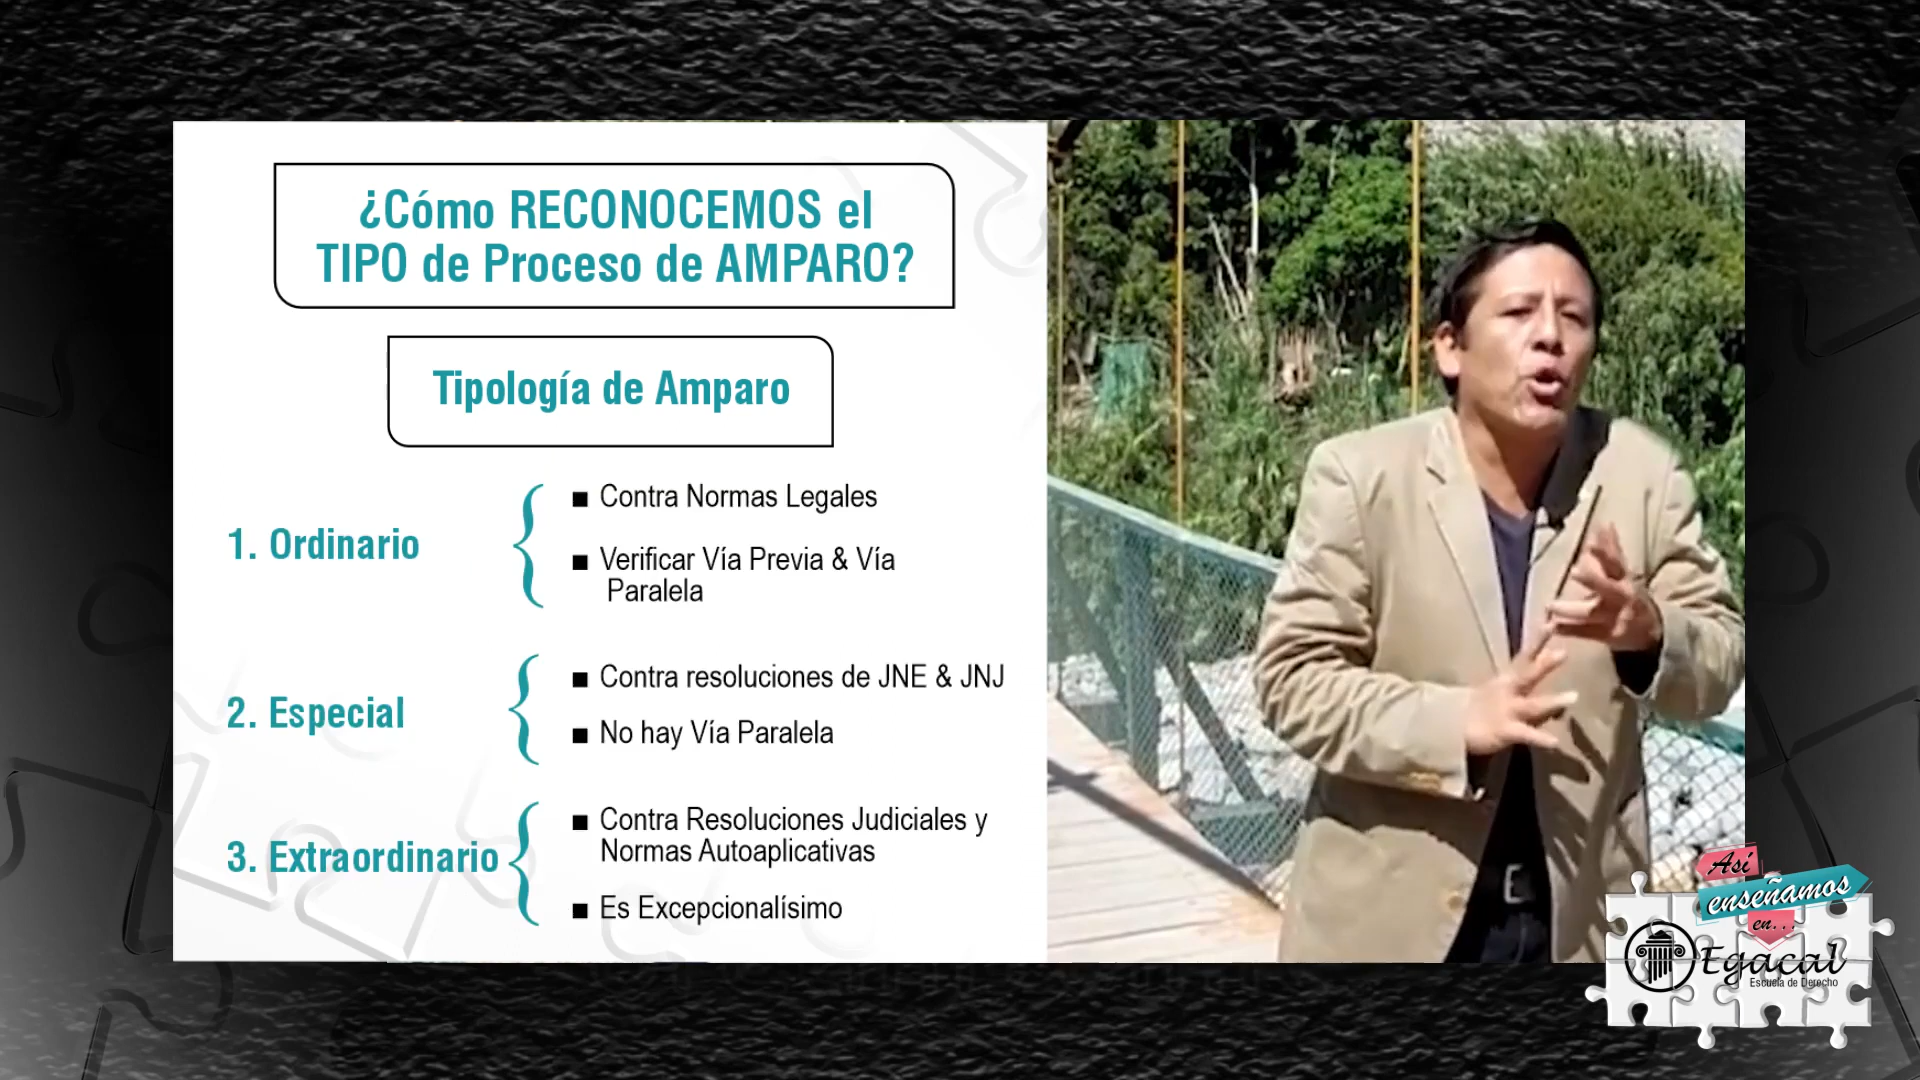 ¿Cómo RECONOCEMOS el
TIPO de Proceso de AMPARO?
Tipología de Amparo
1. Ordinario
■ Contra Normas Legales
■ Verificar Vía Previa & Vía
Paralela
2. Especial
■ Contra resoluciones de JNE & JNJ
■ No hay Vía Paralela
3. Extraordinario
■ Contra Resoluciones Judiciales y
Normas Autoaplicativas
■ Es Excepcionalísimo
Así
enseñamos
en...
Egacal
Escuela de Derecho